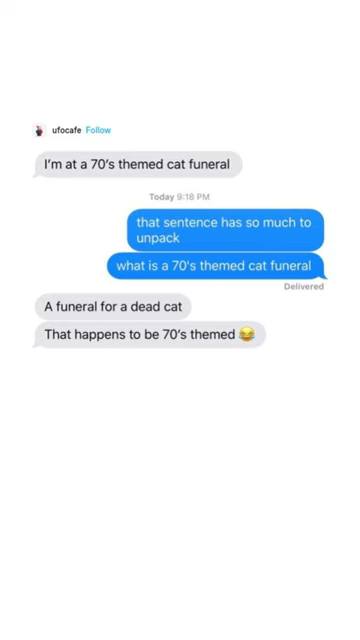 ufocafe Follow
I'm at a 70's themed cat funeral
Today 9:18 PM
that sentence has so much to
unpack
what is a 70's themed cat funeral
Delivered
A funeral for a dead cat
That happens to be 70's themed 😂